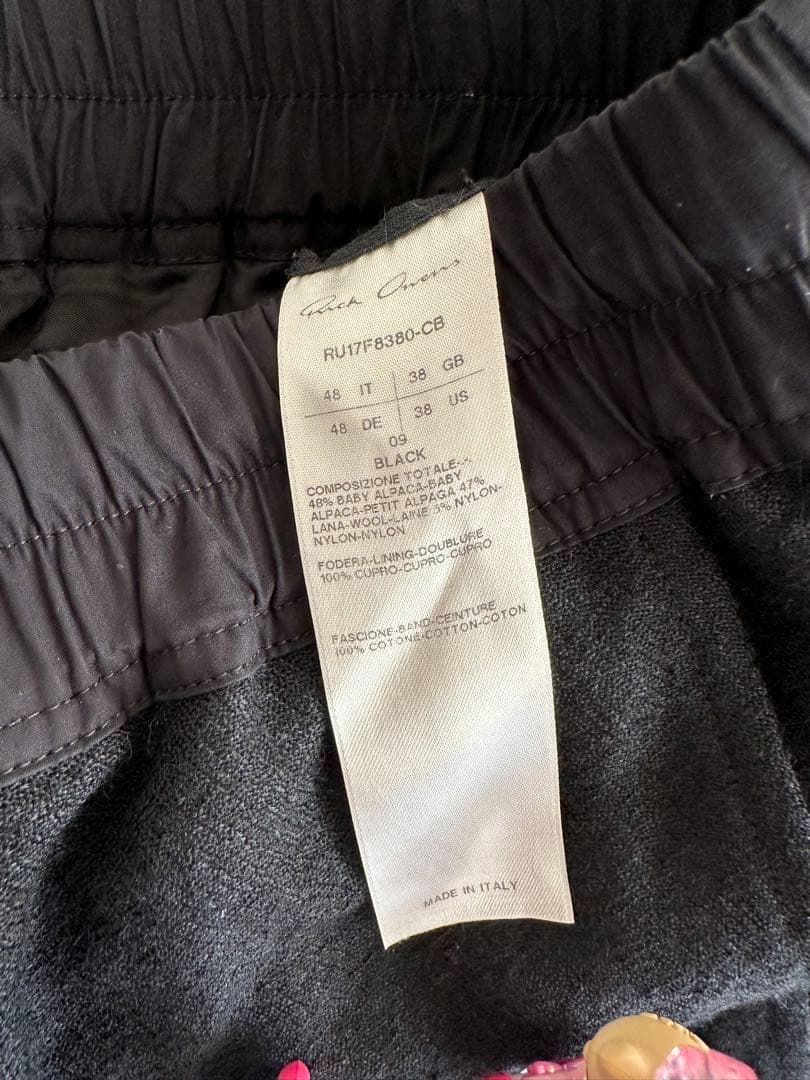 Rick Owens
RU17F8380-CB
48 IT 38 GB
48 DE 38 US
09
BLACK
COMPOSIZIONE TOTALE-.-
48% BABY ALPACA-BABY
ALPACA-PETIT ALPAGA 47%
LANA-WOOL-LAINE 5% NYLON-
NYLON-NYLON
FODERA-LINING-DOUBLURE
100% CUPRO-CUPRO-CUPRO
FASCIONE-BAND-CEINTURE
100% COTONE-COTTON-COTON
MADE IN ITALY